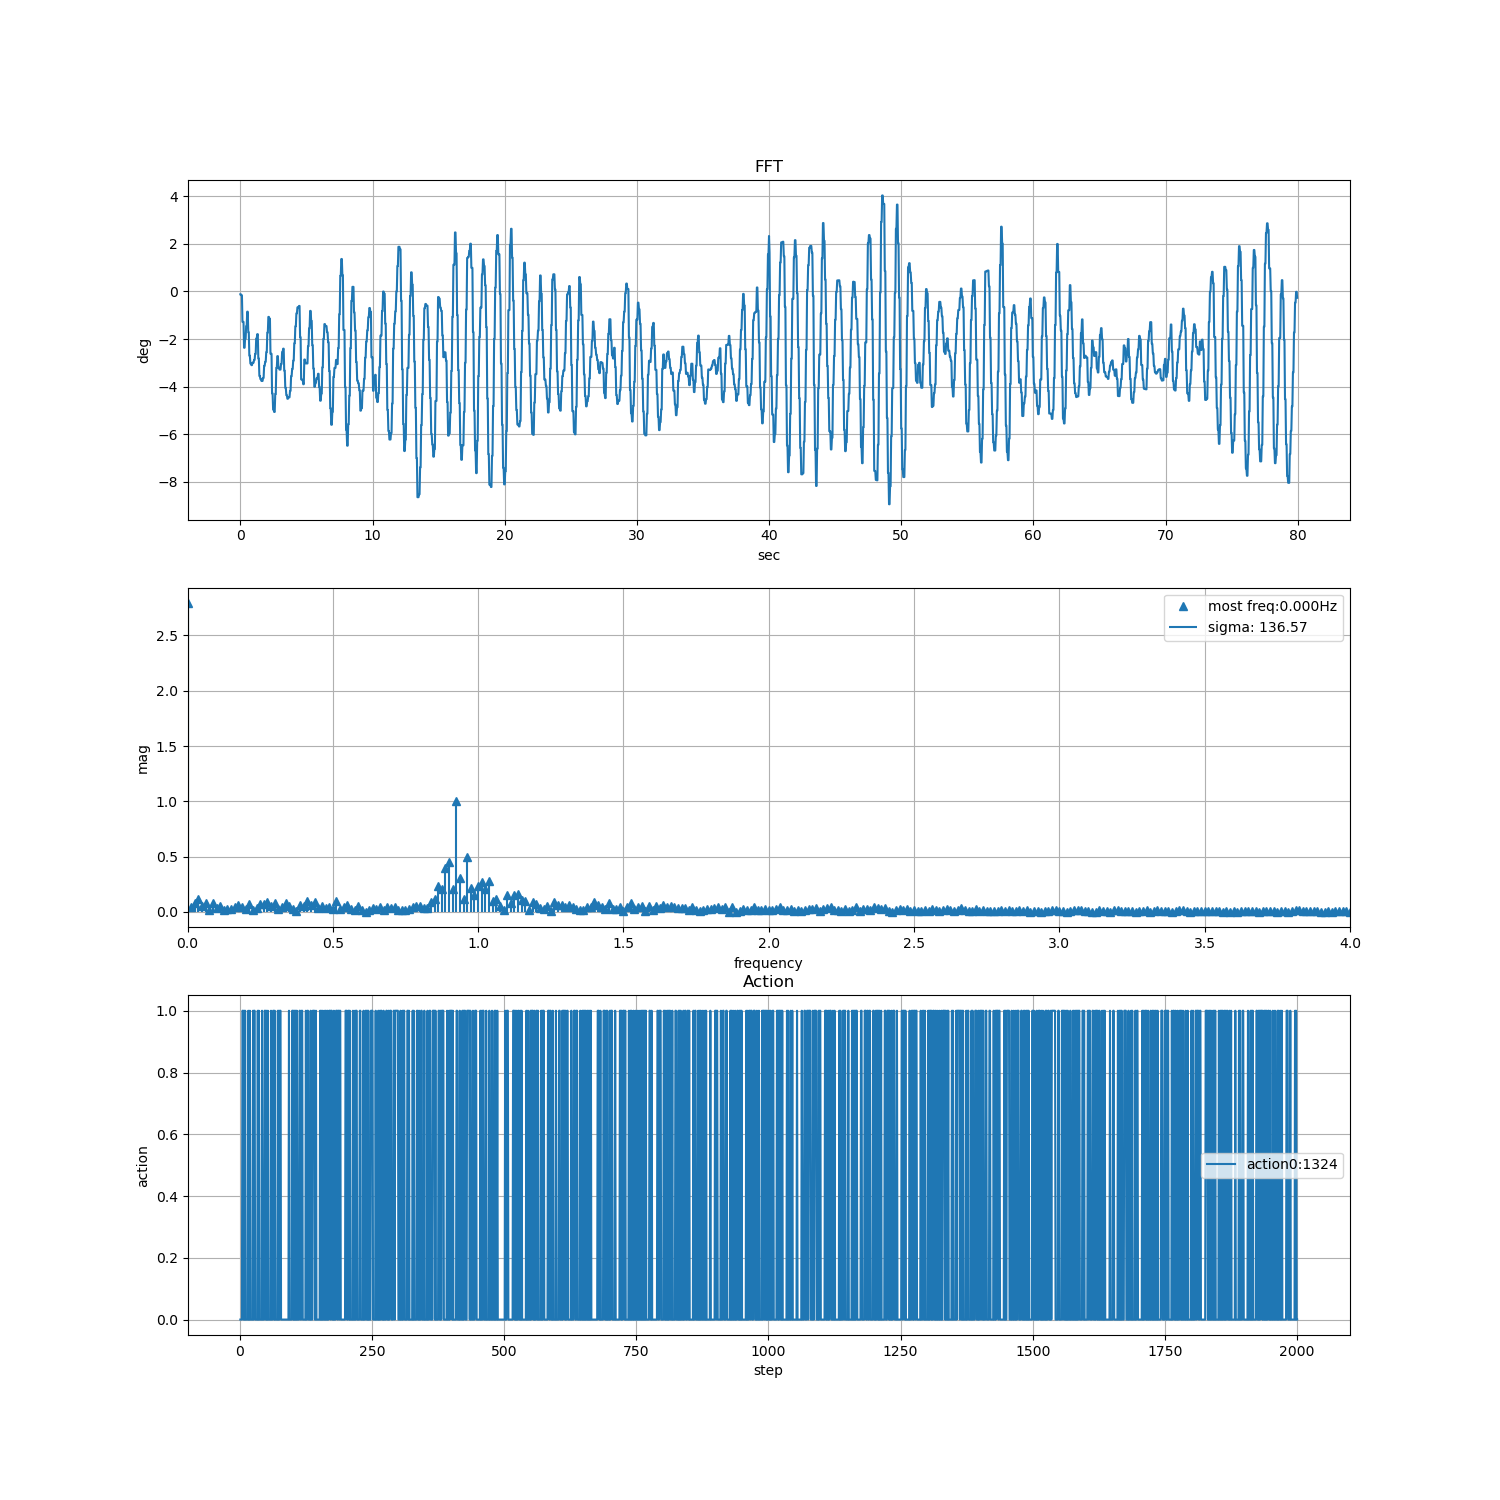 FFT
4
2
0
−2
−4
−6
−8
deg
0 10 20 30 40 50 60 70 80
sec
most freq:0.000Hz
sigma: 136.57
2.5
2.0
1.5
1.0
0.5
0.0
mag
0.0 0.5 1.0 1.5 2.0 2.5 3.0 3.5 4.0
frequency
Action
1.0
0.8
0.6
0.4
0.2
0.0
action
action0:1324
0 250 500 750 1000 1250 1500 1750 2000
step